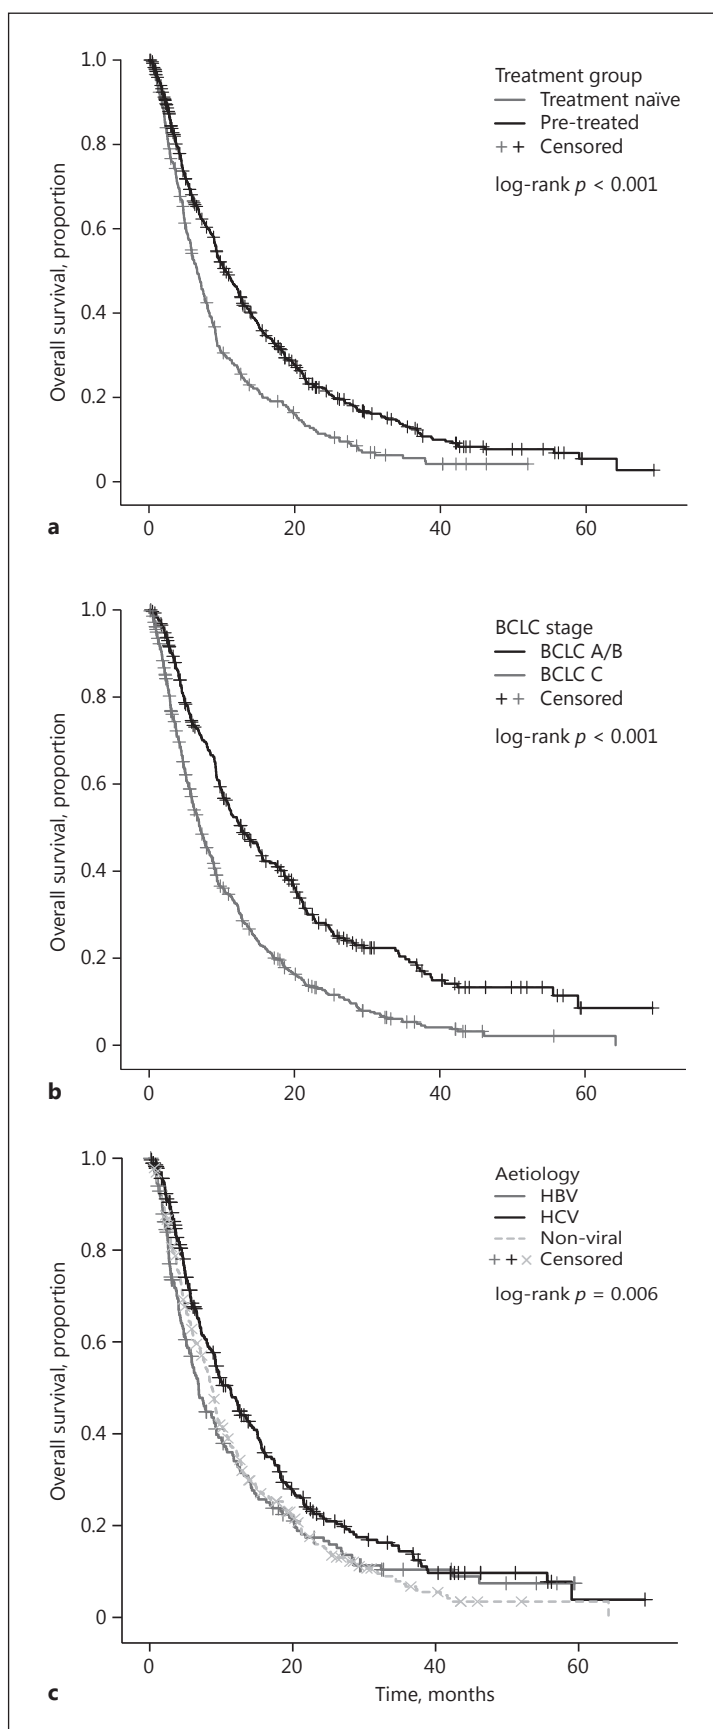 Treatment group
Treatment naïve
Pre-treated
Censored
log-rank p < 0.001
Overall survival, proportion
1.0
0.8
0.6
0.4
0.2
0
0 20 40 60
a
BCLC stage
BCLC A/B
BCLC C
Censored
log-rank p < 0.001
Overall survival, proportion
1.0
0.8
0.6
0.4
0.2
0
0 20 40 60
b
Aetiology
HBV
HCV
Non-viral
Censored
log-rank p = 0.006
Overall survival, proportion
1.0
0.8
0.6
0.4
0.2
0
0 20 40 60
c Time, months